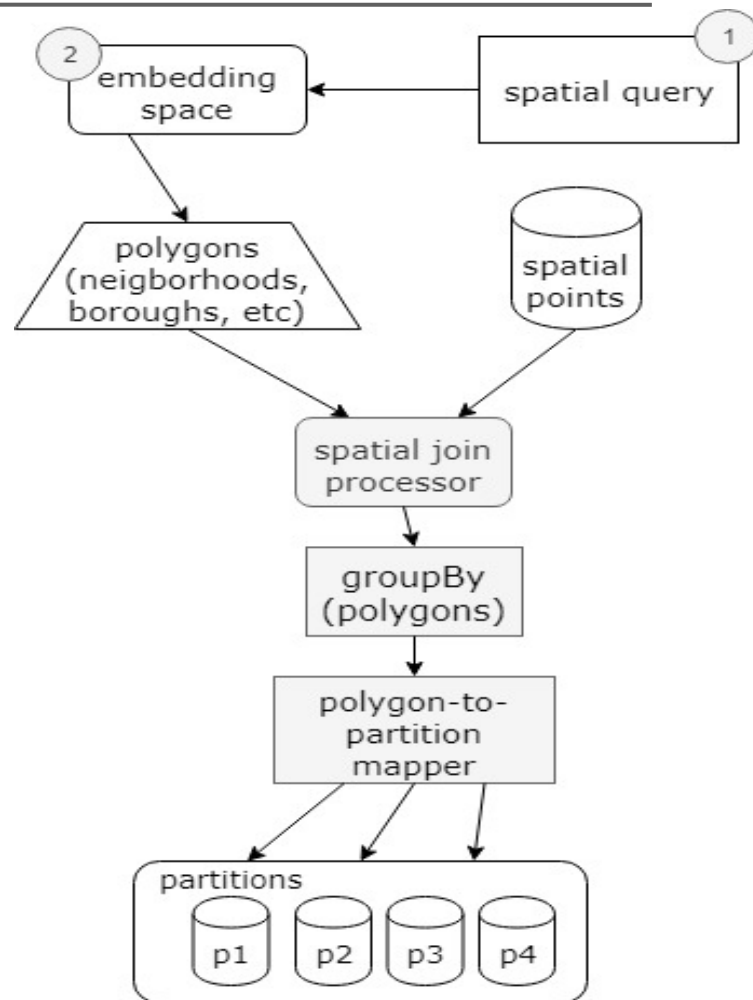 2
embedding
space
1
spatial query
polygons
(neigborhoods,
boroughs, etc)
spatial
points
spatial join
processor
groupBy
(polygons)
polygon-to-
partition
mapper
partitions
p1
p2
p3
p4